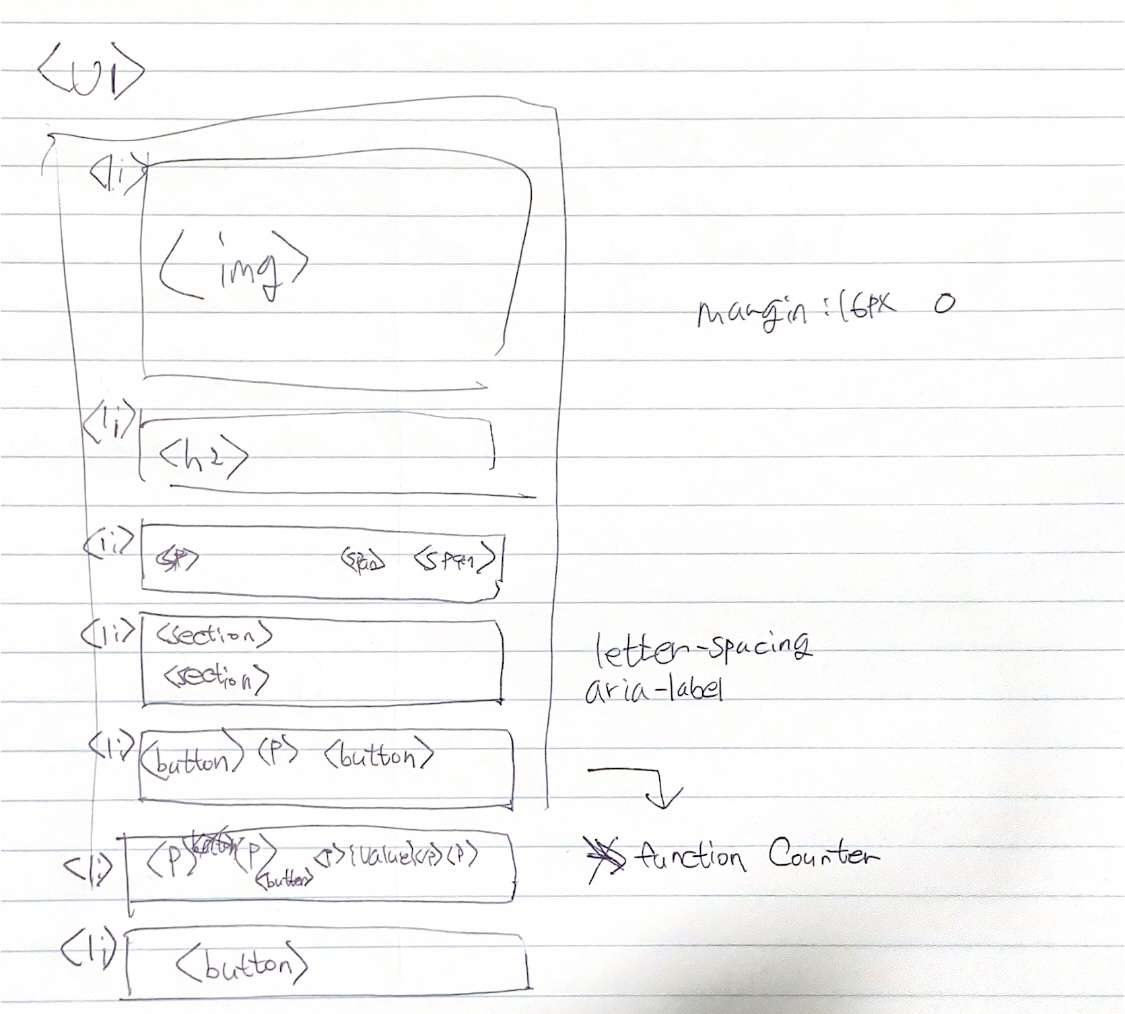 <ul>
<li>
<img>
margin : 16px 0
<li>
<h2>
<li> <sp> <span> <span>
<li> <section>
<section>
letter-spacing
aria-label
<li> <button> <p> <button>
function Counter
<li> <p> <p> <p>{value}</p><p>
<button>
<li> <button>